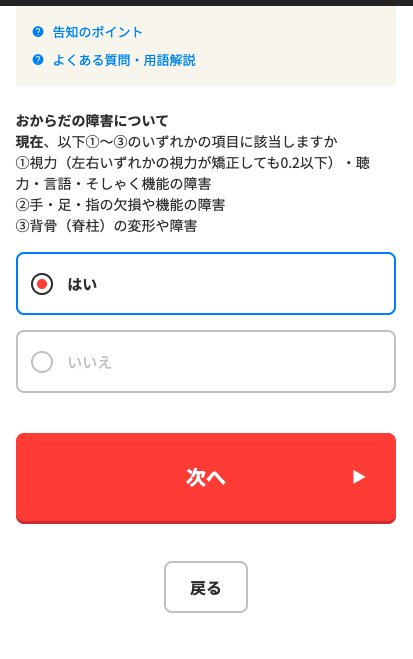 告知のポイント
よくある質問・用語解説
おからだの障害について
現在、以下①〜③のいずれかの項目に該当しますか
①視力（左右いずれかの視力が矯正しても0.2以下）・聴
力・言語・そしゃく機能の障害
②手・足・指の欠損や機能の障害
③背骨（脊柱）の変形や障害
はい
いいえ
次へ
戻る